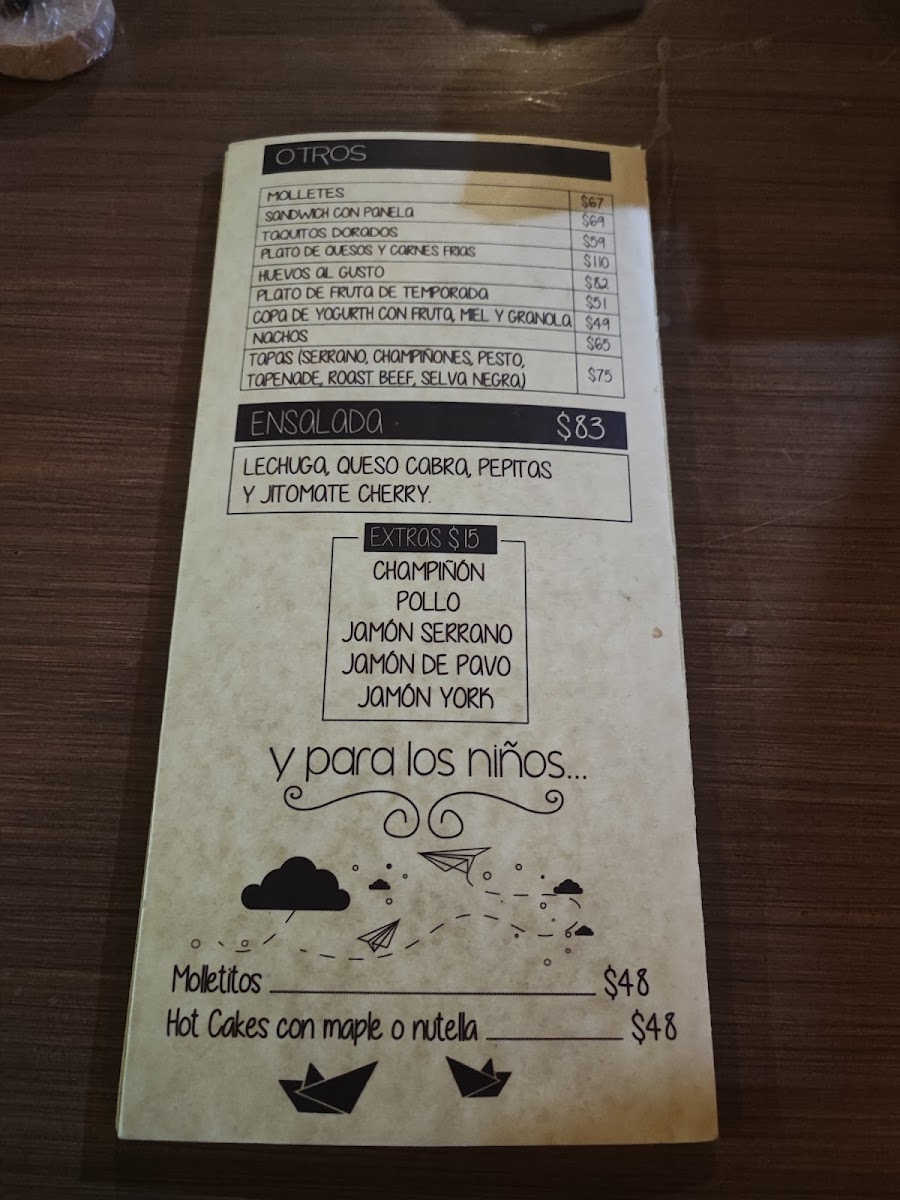 OTROS
MOLLETES $67
SANDWICH CON PANELA $69
TAQUITOS DORADOS $59
PLATO DE QUESOS Y CARNES FRIAS $110
HUEVOS AL GUSTO $82
PLATO DE FRUTA DE TEMPORADA $51
COPA DE YOGURTH CON FRUTA, MIEL Y GRANOLA $49
NACHOS $65
TAPAS (SERRANO, CHAMPIÑONES, PESTO,
TAPENADE, ROAST BEEF, SELVA NEGRA) $75
ENSALADA $83
LECHUGA, QUESO CABRA, PEPITAS
Y JITOMATE CHERRY.
EXTRAS $15
CHAMPIÑÓN
POLLO
JAMÓN SERRANO
JAMÓN DE PAVO
JAMÓN YORK
y para los niños...
Molletitos $48
Hot Cakes con maple o nutella $48